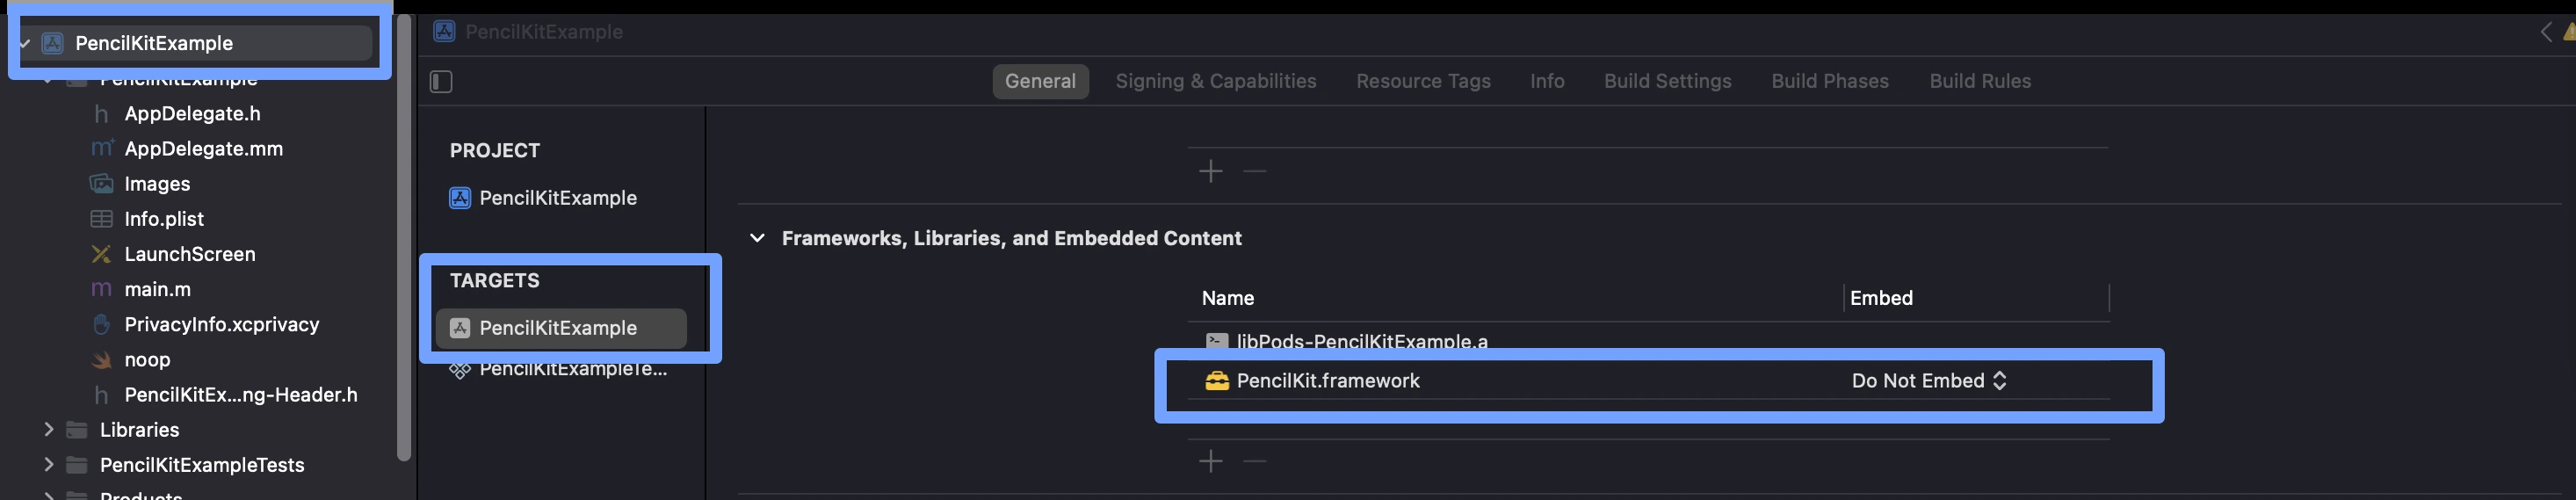 PencilKitExample
PencilKitExample
AppDelegate.h
AppDelegate.mm
Images
Info.plist
LaunchScreen
main.m
PrivacyInfo.xcprivacy
noop
PencilKitEx...ng-Header.h
Libraries
PencilKitExampleTests
Products
PencilKitExample
General Signing & Capabilities Resource Tags Info Build Settings Build Phases Build Rules
PROJECT
PencilKitExample
TARGETS
PencilKitExample
PencilKitExampleTe...
Frameworks, Libraries, and Embedded Content
Name Embed
libPods-PencilKitExample.a
PencilKit.framework Do Not Embed